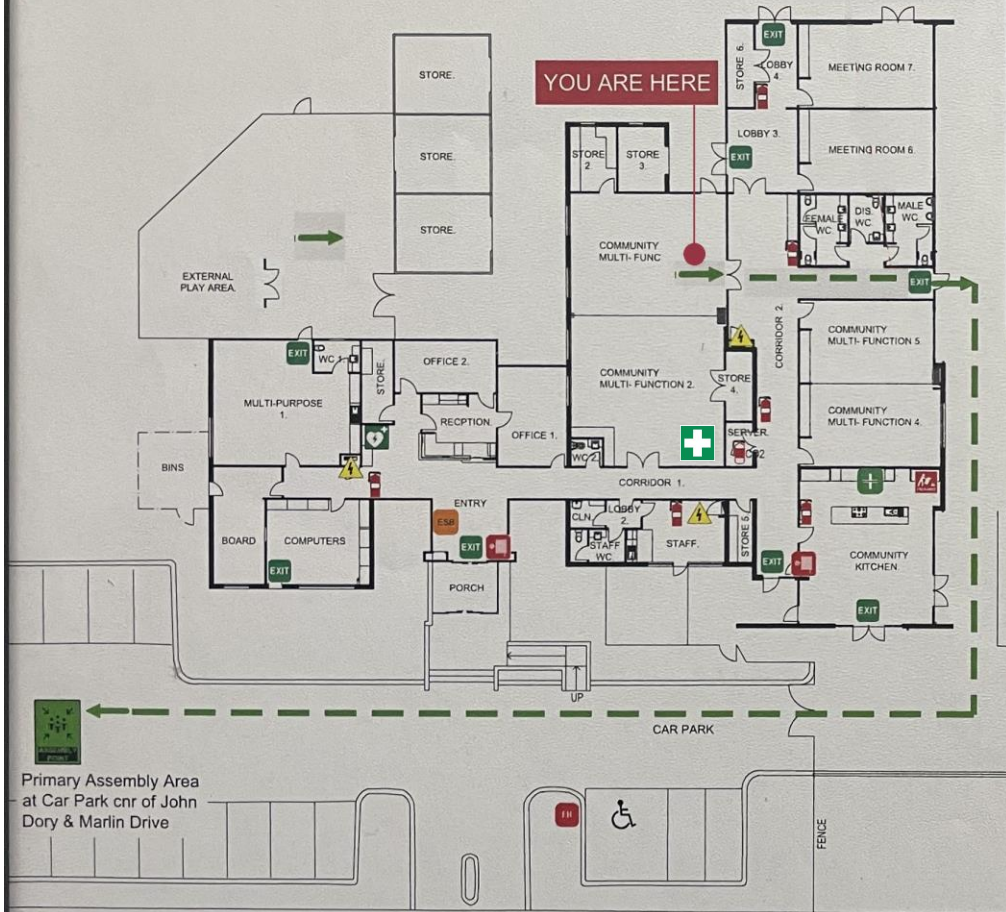 EXIT
STORE 6.
LOBBY
4.
MEETING ROOM 7.
STORE.
YOU ARE HERE
LOBBY 3.
EXIT
MEETING ROOM 6.
STORE.
STORE
2.
STORE
3.
FEMALE
WC.
DIS.
WC
MALE
WC.
STORE.
COMMUNITY
MULTI- FUNC
EXTERNAL
PLAY AREA.
EXIT
CORRIDOR 2.
COMMUNITY
MULTI- FUNCTION 5.
EXIT
WC 1.
STORE.
OFFICE 2.
COMMUNITY
MULTI- FUNCTION 2.
STORE
4.
MULTI-PURPOSE
1.
RECPTION.
OFFICE 1.
COMMUNITY
MULTI- FUNCTION 4.
SERVER.
WC 2.
BINS
CORRIDOR 1.
ENTRY
ESB
EXIT
CLN.
LOBBY
2.
STAFF
WC.
STAFF.
STORE 5.
BOARD
COMPUTERS
EXIT
EXIT
COMMUNITY
KITCHEN
PORCH
EXIT
UP
CAR PARK
Primary Assembly Area
at Car Park cnr of John
Dory & Marlin Drive
FH
FENCE